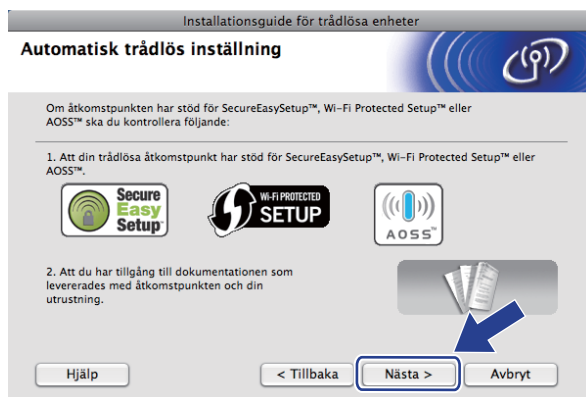 Installationsguide för trådlösa enheter
Automatisk trådlös inställning
Om åtkomstpunkten har stöd för SecureEasySetup™, Wi-Fi Protected Setup™ eller
AOSS™ ska du kontrollera följande:
1. Att din trådlösa åtkomstpunkt har stöd för SecureEasySetup™, Wi-Fi Protected Setup™ eller
AOSS™.
Secure
Easy
Setup
Wi-Fi PROTECTED
SETUP
AOSS™
2. Att du har tillgång till dokumentationen som
levererades med åtkomstpunkten och din
utrustning.
Hjälp
< Tillbaka
Nästa >
Avbryt